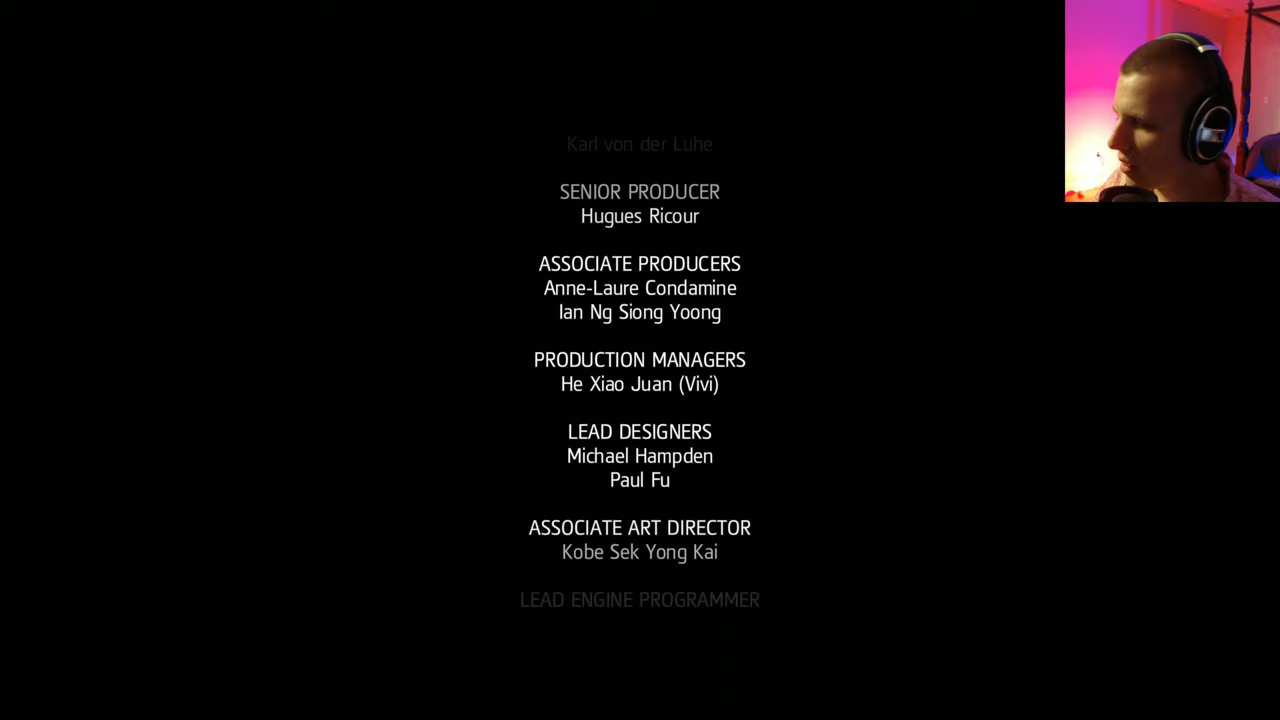 Karl von der Luhe
SENIOR PRODUCER
Hugues Ricour
ASSOCIATE PRODUCERS
Anne-Laure Condamine
Ian Ng Siong Yoong
PRODUCTION MANAGERS
He Xiao Juan (Vivi)
LEAD DESIGNERS
Michael Hampden
Paul Fu
ASSOCIATE ART DIRECTOR
Kobe Sek Yong Kai
LEAD ENGINE PROGRAMMER